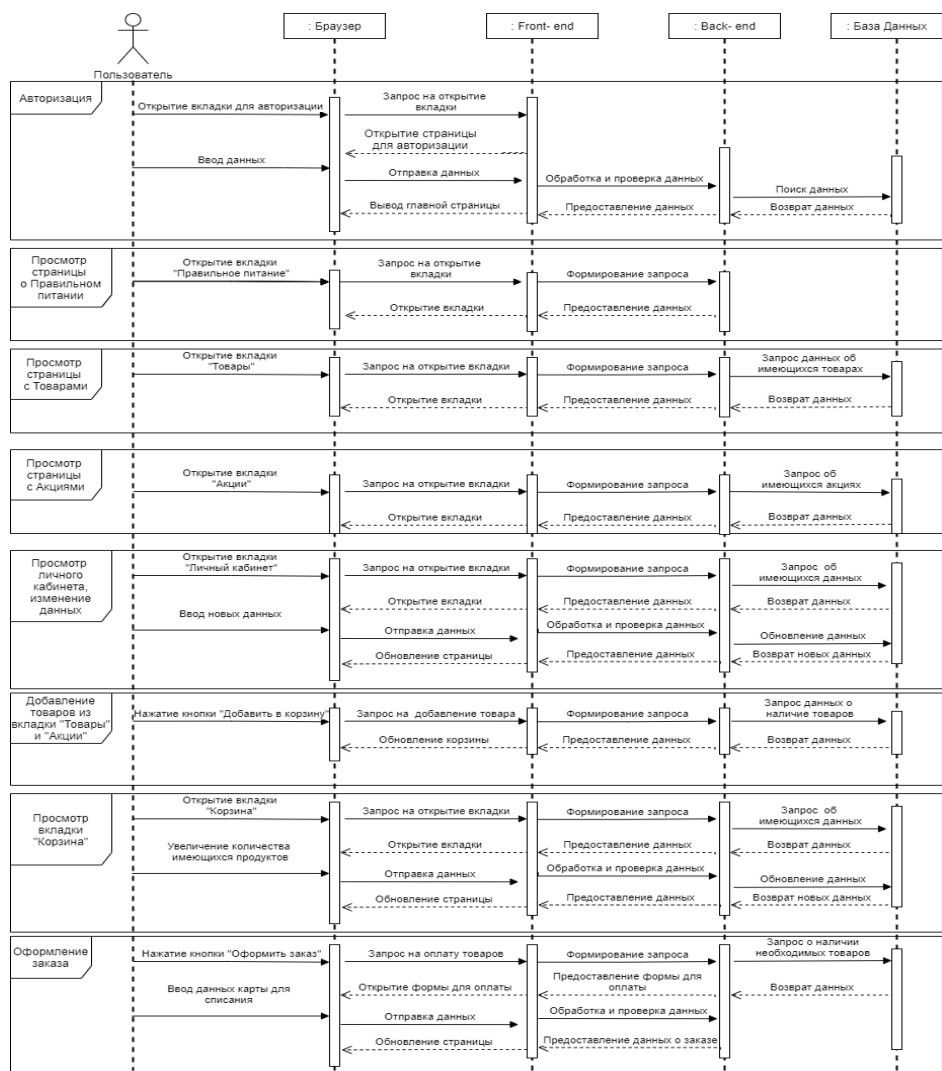 : Браузер
: Front- end
: Back- end
: База Данных
Пользователь
Авторизация
Открытие вкладки для авторизации
Запрос на открытие
вкладки
Открытие страницы
для авторизации
Ввод данных
Отправка данных
Обработка и проверка данных
Поиск данных
Вывод главной страницы
Предоставление данных
Возврат данных
Просмотр
страницы
о Правильном
питании
Открытие вкладки
"Правильное питание"
Запрос на открытие
вкладки
Формирование запроса
Открытие вкладки
Предоставление данных
Просмотр
страницы
с Товарами
Открытие вкладки
"Товары"
Запрос на открытие вкладки
Формирование запроса
Запрос данных об
имеющихся товарах
Открытие вкладки
Предоставление данных
Возврат данных
Просмотр
страницы
с Акциями
Открытие вкладки
"Акции"
Запрос на открытие вкладки
Формирование запроса
Запрос об
имеющихся акциях
Открытие вкладки
Предоставление данных
Возврат данных
Просмотр
личного
кабинета,
изменение
данных
Открытие вкладки
"Личный кабинет"
Запрос на открытие вкладки
Формирование запроса
Запрос об
имеющихся данных
Открытие вкладки
Предоставление данных
Возврат данных
Ввод новых данных
Отправка данных
Обработка и проверка данных
Обновление данных
Обновление страницы
Предоставление данных
Возврат новых данных
Добавление
товаров из
вкладки "Товары"
и "Акции"
Нажатие кнопки "Добавить в корзину"
Запрос на добавление товара
Формирование запроса
Запрос данных о
наличие товаров
Обновление корзины
Предоставление данных
Возврат данных
Просмотр
вкладки
"Корзина"
Открытие вкладки
"Корзина"
Запрос на открытие вкладки
Формирование запроса
Запрос об
имеющихся данных
Открытие вкладки
Предоставление данных
Возврат данных
Увеличение количества
имеющихся продуктов
Отправка данных
Обработка и проверка данных
Обновление данных
Обновление страницы
Предоставление данных
Возврат новых данных
Оформление
заказа
Нажатие кнопки "Оформить заказ"
Запрос на оплату товаров
Формирование запроса
Запрос о наличии
необходимых товаров
Открытие формы для оплаты
Предоставление формы для
оплаты
Возврат данных
Ввод данных карты для
списания
Отправка данных
Обработка и проверка данных
Обновление страницы
Предоставление данных о заказе